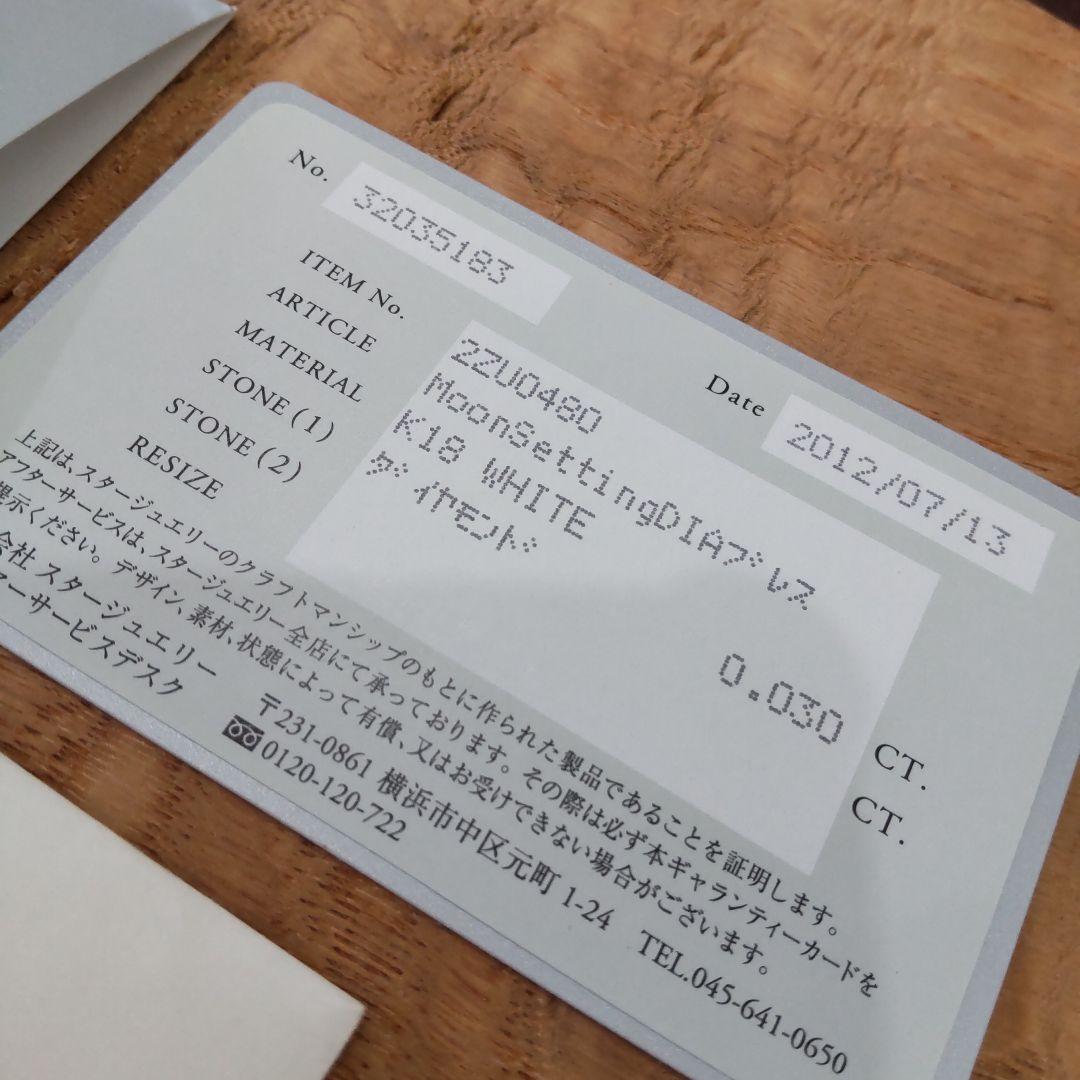 No. 32035183
Date 2012/07/13
ITEM No. 2ZU0480
ARTICLE MoonSettingDIAブレス
MATERIAL K18 WHITE
STONE (1) ダイヤモンド 0.030 CT.
STONE (2) CT.
RESIZE
上記は、スタージュエリーのクラフトマンシップのもとに作られた製品であることを証明します。
アフターサービスは、スタージュエリー全店にて承っております。その際は必ず本ギャランティーカードを
提示ください。デザイン、素材、状態によって有償、又はお受けできない場合がございます。
会社 スタージュエリー 〒231-0861 横浜市中区元町 1-24 TEL.045-641-0650
アフターサービスデスク 0120-120-722